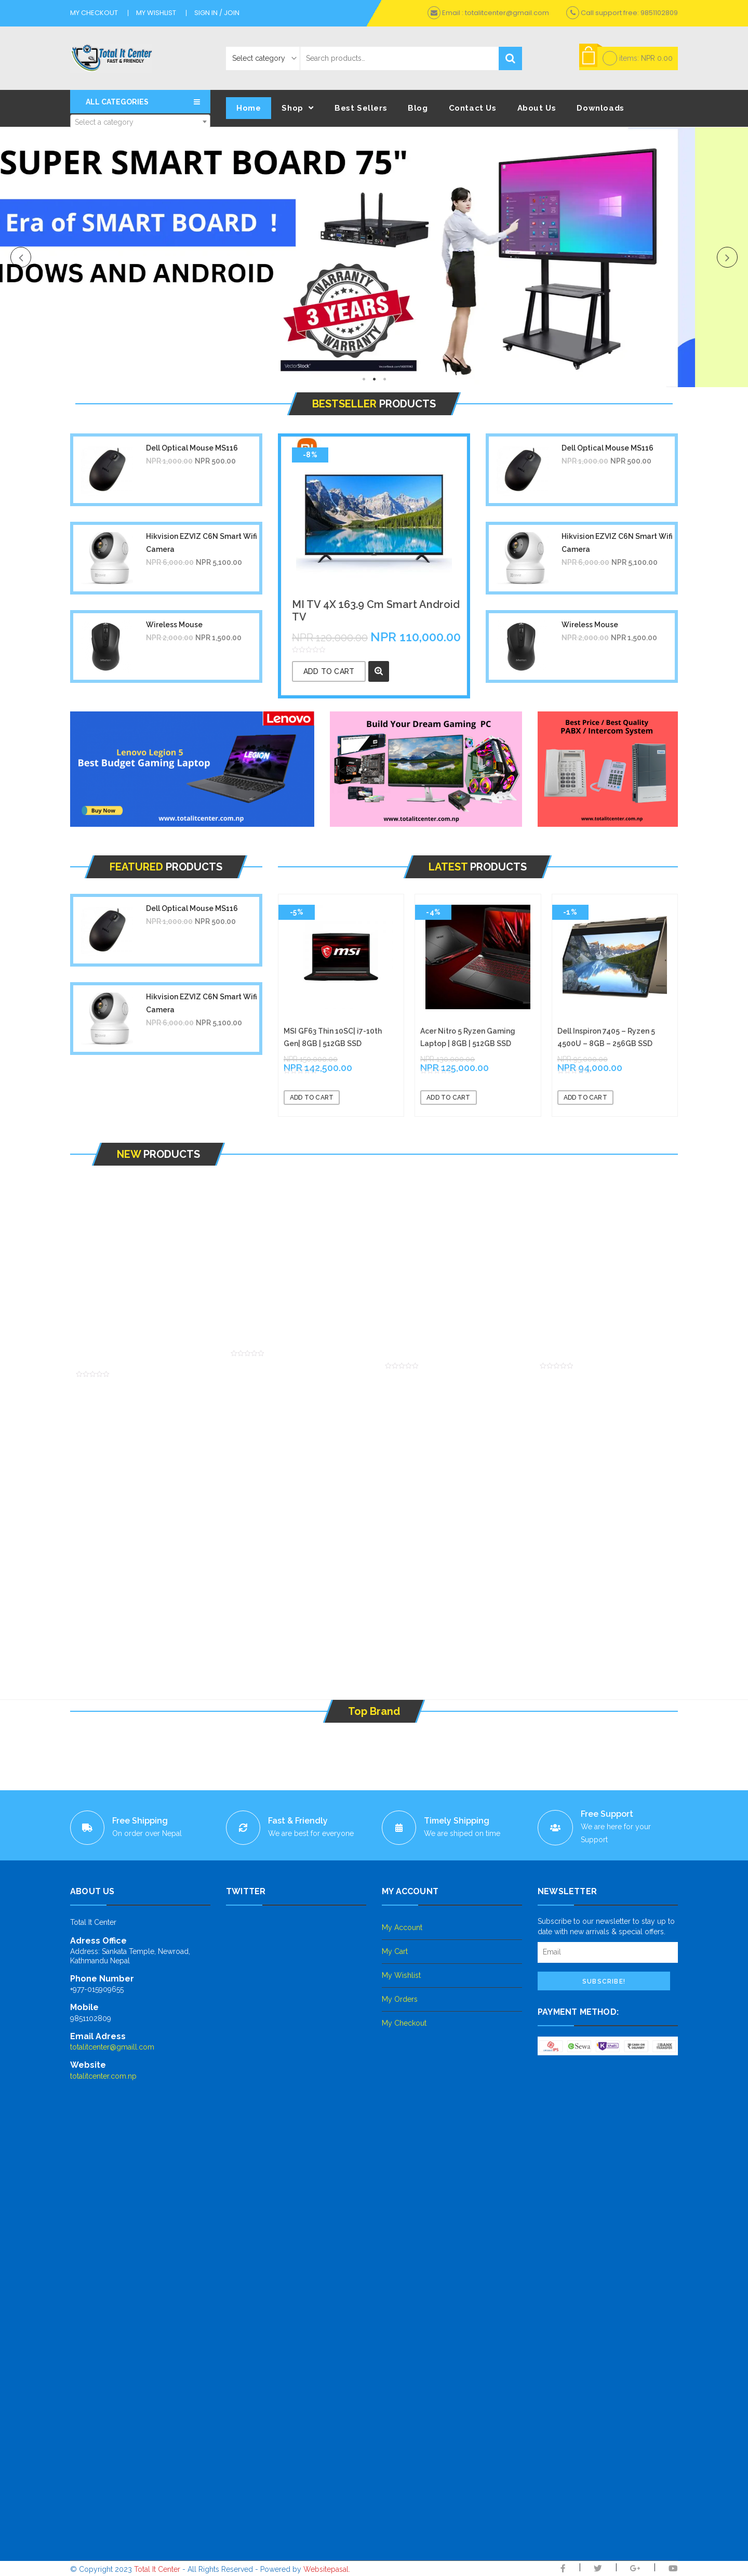 MY CHECKOUT | MY WISHLIST | SIGN IN / JOIN
Email : totalitcenter@gmail.com
Call support free: 9851102809
Total It Center
FAST & FRIENDLY
Select category
Search products..
items: NPR 0.00
ALL CATEGORIES
Select a category
Home
Shop
Best Sellers
Blog
Contact Us
About Us
Downloads
SUPER SMART BOARD 75"
Era of SMART BOARD !
NDOWS AND ANDROID
WARRANTY
3 YEARS
WARRANTY
VectorStock
BESTSELLER PRODUCTS
Dell Optical Mouse MS116
NPR 1,000.00 NPR 500.00
Hikvision EZVIZ C6N Smart Wifi
Camera
NPR 6,000.00 NPR 5,100.00
Wireless Mouse
NPR 2,000.00 NPR 1,500.00
-8%
MI TV 4X 163.9 Cm Smart Android
TV
NPR 120,000.00 NPR 110,000.00
ADD TO CART
Dell Optical Mouse MS116
NPR 1,000.00 NPR 500.00
Hikvision EZVIZ C6N Smart Wifi
Camera
NPR 6,000.00 NPR 5,100.00
Wireless Mouse
NPR 2,000.00 NPR 1,500.00
Lenovo
Lenovo Legion 5
Best Budget Gaming Laptop
LEGION
Buy Now
www.totalitcenter.com.np
Build Your Dream Gaming PC
www.totalitcenter.com.np
Best Price / Best Quality
PABX / Intercom System
www.totalitcenter.com.np
FEATURED PRODUCTS
Dell Optical Mouse MS116
NPR 1,000.00 NPR 500.00
Hikvision EZVIZ C6N Smart Wifi
Camera
NPR 6,000.00 NPR 5,100.00
LATEST PRODUCTS
-5%
msi
MSI GF63 Thin 10SC| i7-10th
Gen| 8GB | 512GB SSD
NPR 150,000.00
NPR 142,500.00
ADD TO CART
-4%
Acer Nitro 5 Ryzen Gaming
Laptop | 8GB | 512GB SSD
NPR 130,000.00
NPR 125,000.00
ADD TO CART
-1%
Dell Inspiron 7405 – Ryzen 5
4500U – 8GB – 256GB SSD
NPR 95,000.00
NPR 94,000.00
ADD TO CART
NEW PRODUCTS
Top Brand
Free Shipping
On order over Nepal
Fast & Friendly
We are best for everyone
Timely Shipping
We are shiped on time
Free Support
We are here for your
Support
ABOUT US
Total It Center
Adress Office
Address: Sankata Temple, Newroad,
Kathmandu Nepal
Phone Number
+977-015909655
Mobile
9851102809
Email Adress
totalitcenter@gmaill.com
Website
totalitcenter.com.np
TWITTER
MY ACCOUNT
My Account
My Cart
My Wishlist
My Orders
My Checkout
NEWSLETTER
Subscribe to our newsletter to stay up to
date with new arrivals & special offers.
Email
SUBSCRIBE!
PAYMENT METHOD:
eSewa
© Copyright 2023 Total It Center - All Rights Reserved - Powered by Websitepasal.